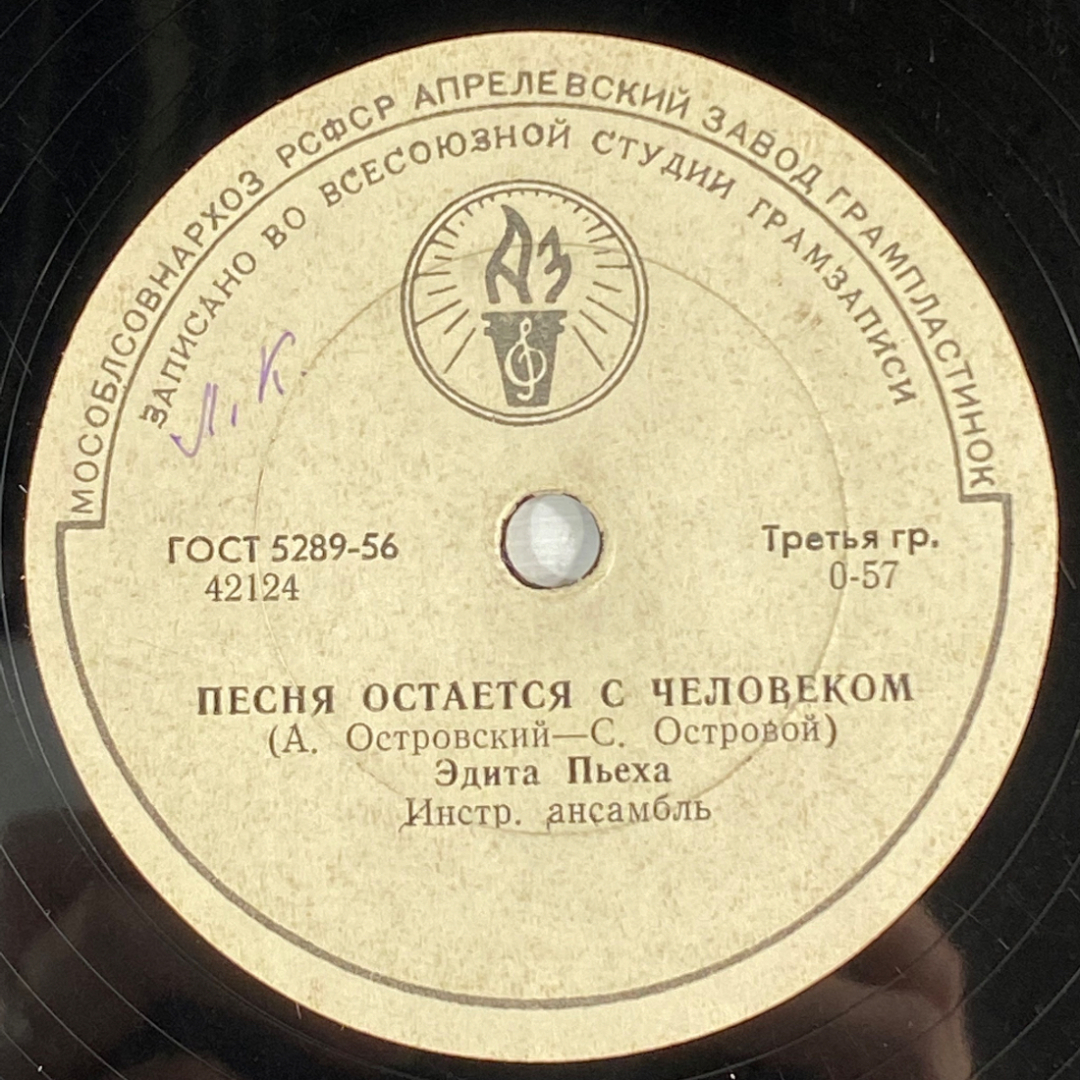 МОСОБЛСОВНАРХОЗ РСФСР АПРЕЛЕВСКИЙ ЗАВОД ГРАМПЛАСТИНОК
ЗАПИСАНО ВО ВСЕСОЮЗНОЙ СТУДИИ ГРАМЗАПИСИ
АЗ
Л. К
ГОСТ 5289-56
42124
Третья гр.
0-57
ПЕСНЯ ОСТАЕТСЯ С ЧЕЛОВЕКОМ
(А. Островский—С. Островой)
Эдита Пьеха
Инстр. ансамбль